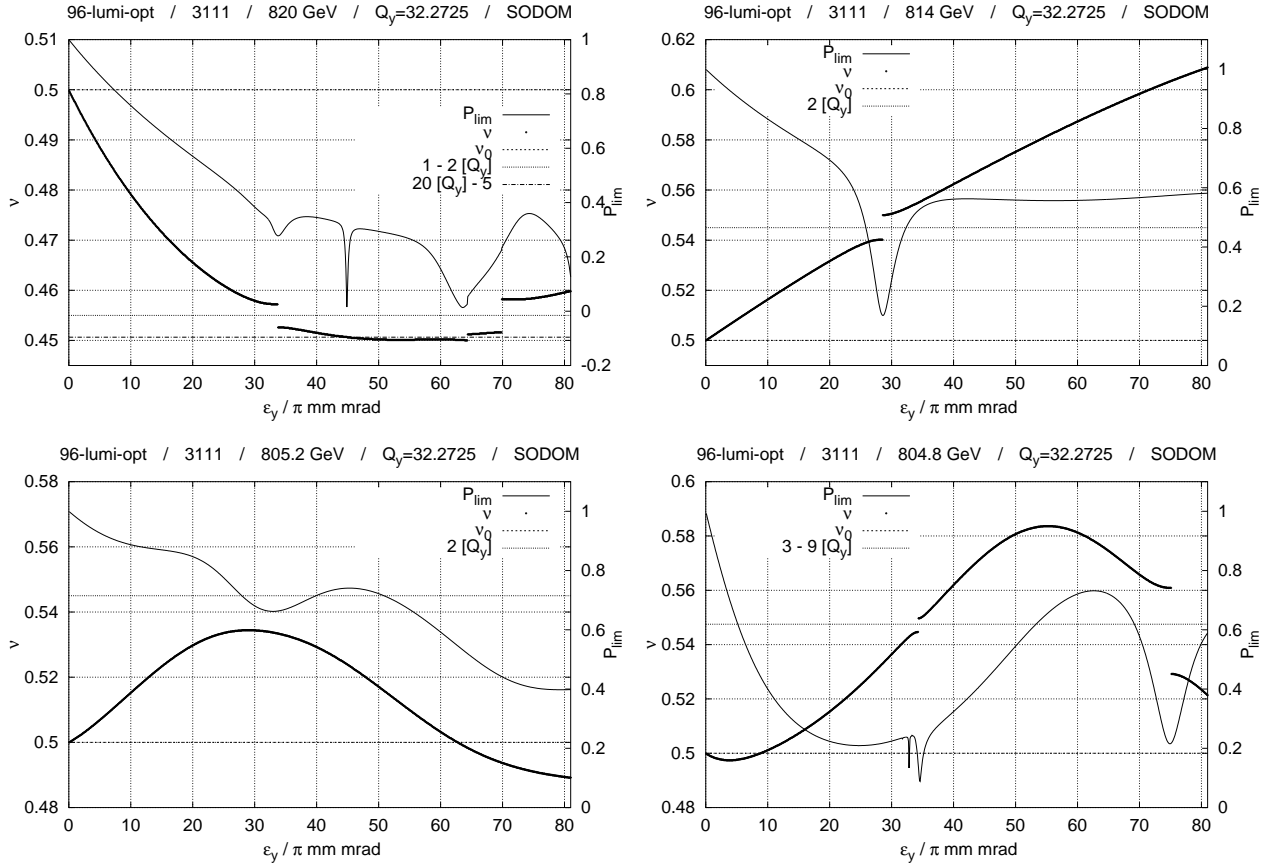 96-lumi-opt / 3111 / 820 GeV / Q_y=32.2725 / SODOM
0.51
0.5
0.49
0.48
0.47
0.46
0.45
ν
1
0.8
0.6
0.4
0.2
0
-0.2
P_lim
P_lim
ν
ν_0
1 - 2 [Q_y]
20 [Q_y] - 5
0 10 20 30 40 50 60 70 80
ε_y / π mm mrad
96-lumi-opt / 3111 / 814 GeV / Q_y=32.2725 / SODOM
0.62
0.6
0.58
0.56
0.54
0.52
0.5
ν
1
0.8
0.6
0.4
0.2
0
P_lim
P_lim
ν
ν_0
2 [Q_y]
0 10 20 30 40 50 60 70 80
ε_y / π mm mrad
96-lumi-opt / 3111 / 805.2 GeV / Q_y=32.2725 / SODOM
0.58
0.56
0.54
0.52
0.5
0.48
ν
1
0.8
0.6
0.4
0.2
0
P_lim
P_lim
ν
ν_0
2 [Q_y]
0 10 20 30 40 50 60 70 80
ε_y / π mm mrad
96-lumi-opt / 3111 / 804.8 GeV / Q_y=32.2725 / SODOM
0.6
0.58
0.56
0.54
0.52
0.5
0.48
ν
1
0.8
0.6
0.4
0.2
0
P_lim
P_lim
ν
ν_0
3 - 9 [Q_y]
0 10 20 30 40 50 60 70 80
ε_y / π mm mrad